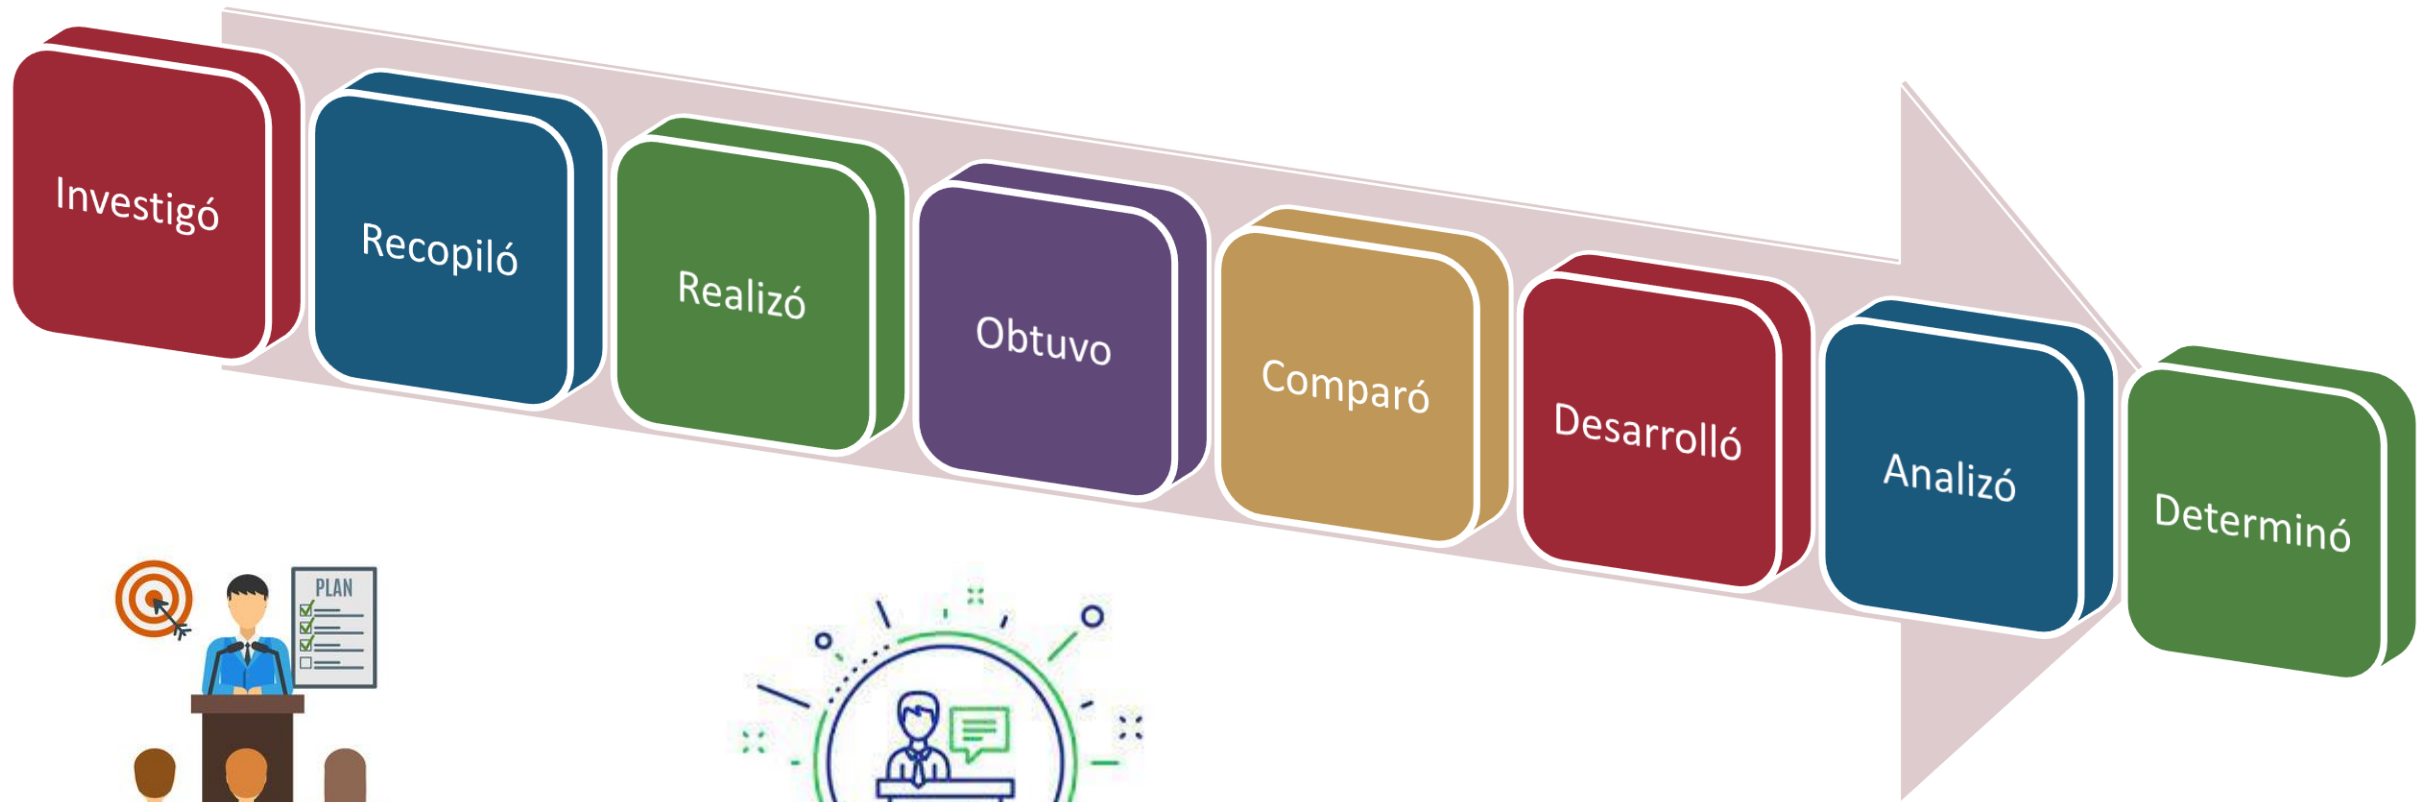 Investigó
Recopiló
Realizó
Obtuvo
Comparó
Desarrolló
Analizó
Determinó
PLAN